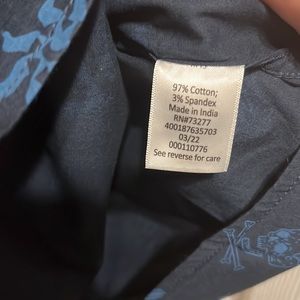 97% Cotton;
3% Spandex
Made in India
RN#73277
400187635703
03/22
000110776
See reverse for care